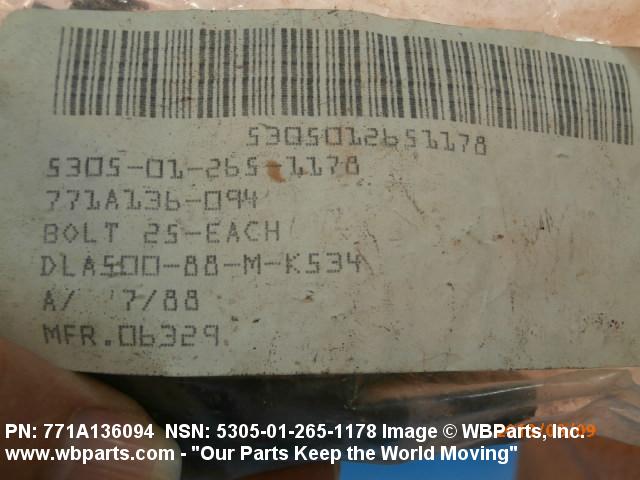 5305012651178
5305-01-265-1178
771A136-094
BOLT 25-EACH
DLA500-88-M-K534
A/ 7/88
MFR.06329
PN: 771A136094 NSN: 5305-01-265-1178 Image © WBParts, Inc.
www.wbparts.com - "Our Parts Keep the World Moving"